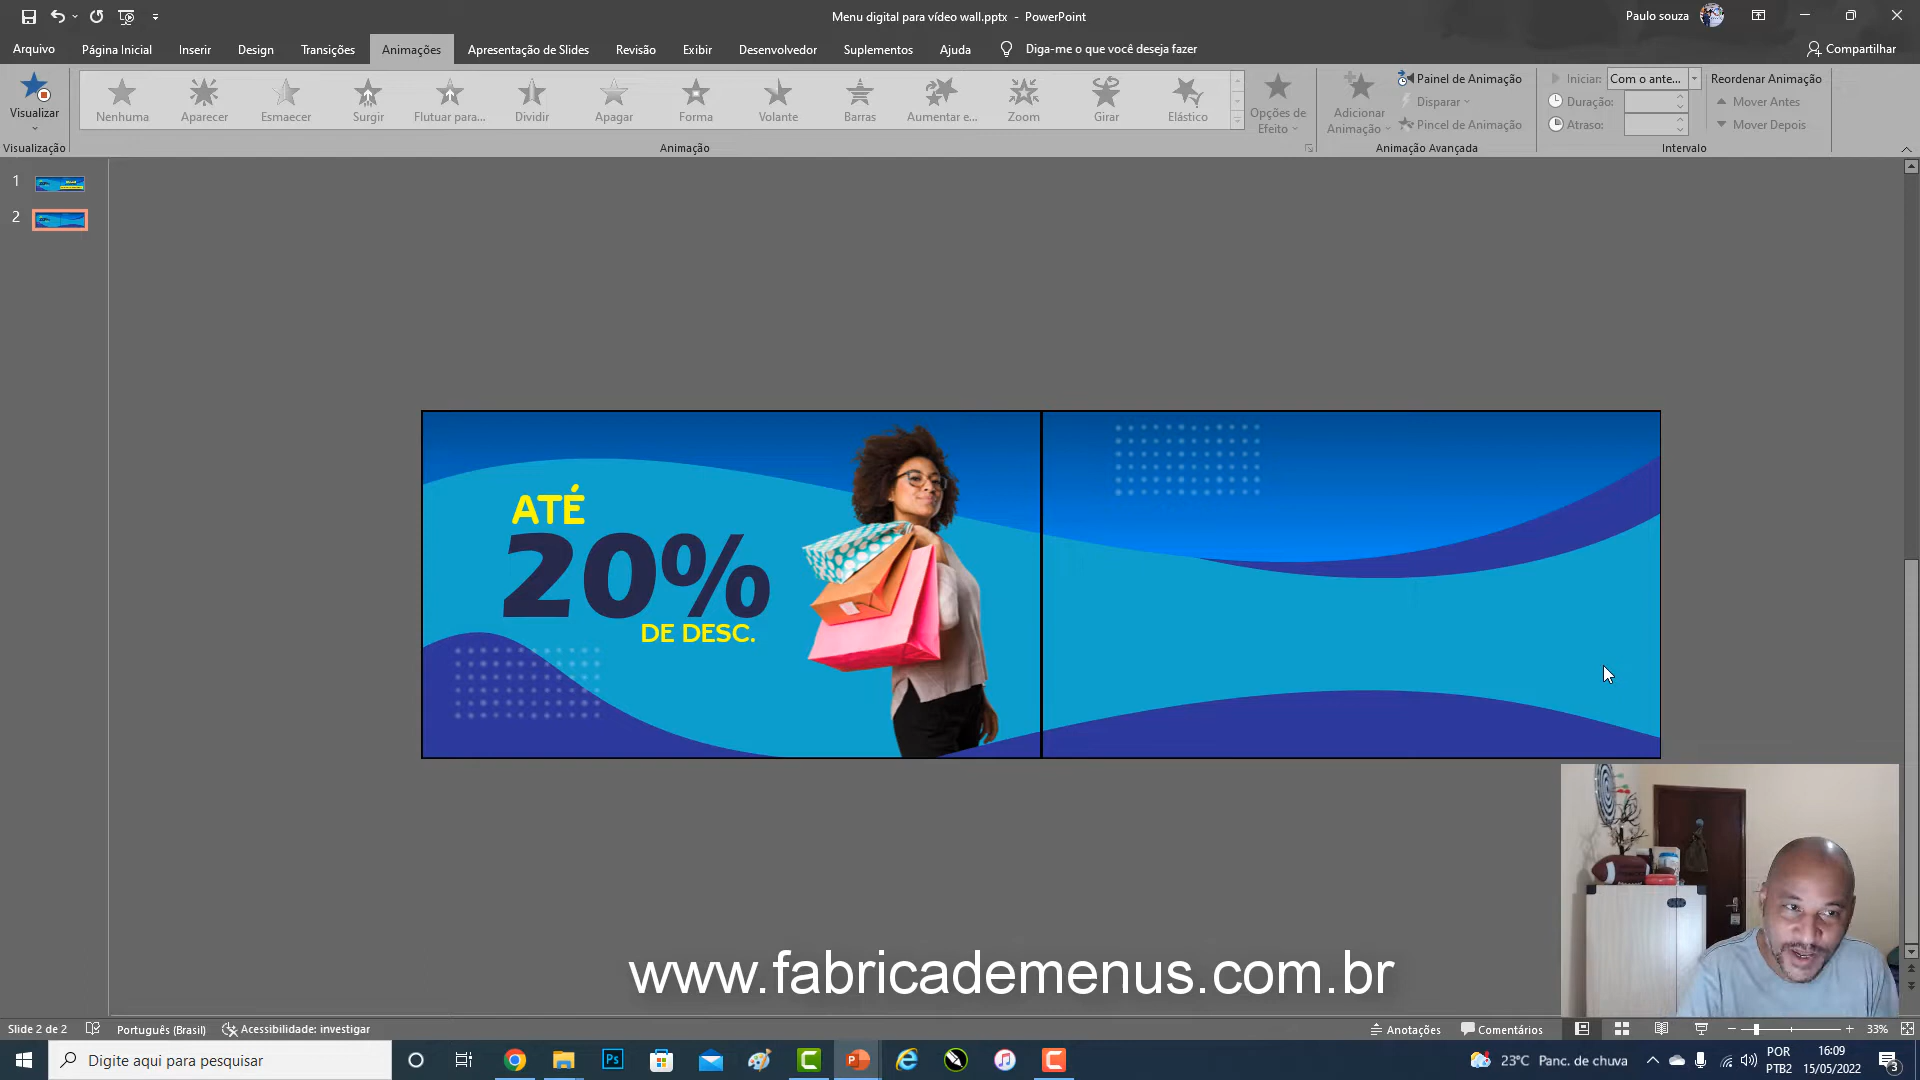 Menu digital para vídeo wall.pptx - PowerPoint
Paulo souza
Arquivo Página Inicial Inserir Design Transições Animações Apresentação de Slides Revisão Exibir Desenvolvedor Suplementos Ajuda Diga-me o que você deseja fazer Compartilhar
Visualizar
Visualização
Nenhuma Aparecer Esmaecer Surgir Flutuar para... Dividir Apagar Forma Volante Barras Aumentar e... Zoom Girar Elástico
Animação
Opções de
Efeito
Adicionar
Animação
Painel de Animação
Disparar
Pincel de Animação
Animação Avançada
Iniciar: Com o ante...
Duração:
Atraso:
Reordenar Animação
Mover Antes
Mover Depois
Intervalo
1
2
ATÉ
20%
DE DESC.
www.fabricademenus.com.br
Slide 2 de 2 Português (Brasil) Acessibilidade: investigar Anotações Comentários 33%
Digite aqui para pesquisar
Ps
23°C Panc. de chuva
POR
PTB2
16:09
15/05/2022
3